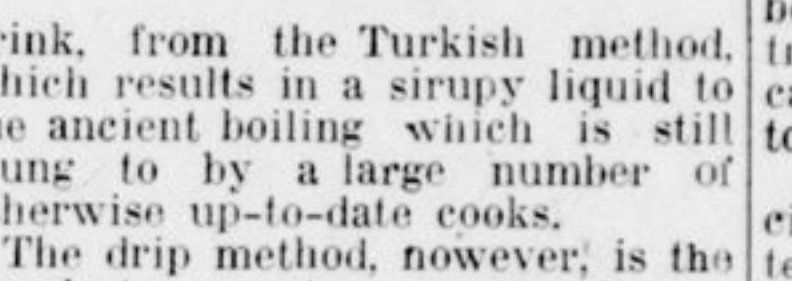 rink, from the Turkish method,
hich results in a sirupy liquid to
e ancient boiling which is still
ung to by a large number of
herwise up-to-date cooks.
The drip method, however, is the